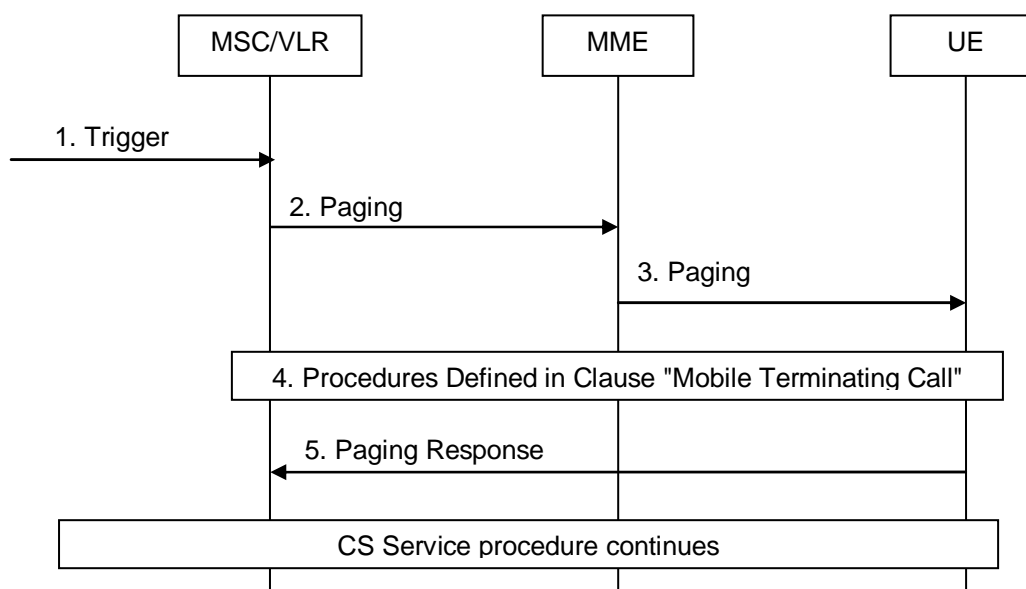 MSC/VLR MME UE
1. Trigger
2. Paging
3. Paging
4. Procedures Defined in Clause "Mobile Terminating Call"
5. Paging Response
CS Service procedure continues